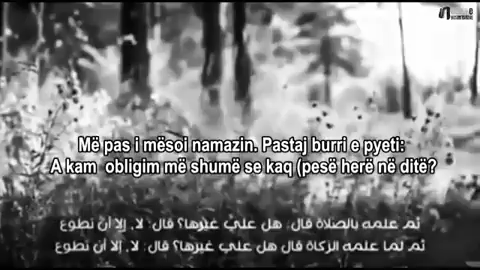 Më pas i mësoi namazin. Pastaj burri e pyeti:
A kam obligim më shumë se kaq (pesë herë në ditë?
ثم علمه بالصلاة قال: هل علي غيرها؟ قال: لا, إلا أن تطوع
ثم لما علمه الزكاة قال هل علي غيرها؟ قال: لا, إلا أن تطوع